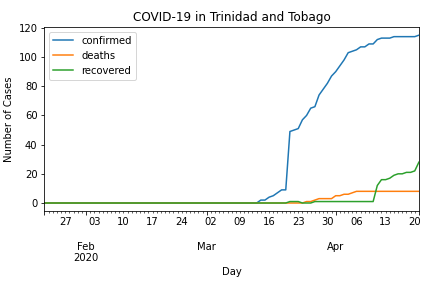 COVID-19 in Trinidad and Tobago
120
100
80
60
40
20
0
Number of Cases
confirmed
deaths
recovered
27 03 10 17 24 02 09 16 23 30 06 13 20
Feb Mar Apr
2020
Day